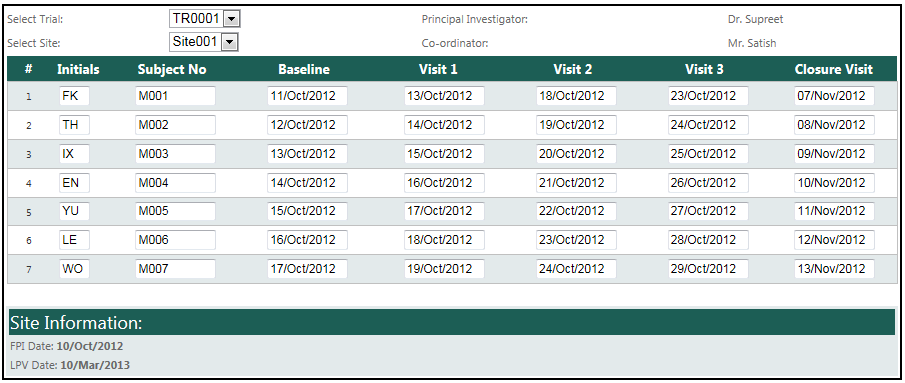 Select Trial: TR0001 Principal Investigator: Dr. Supreet
Select Site: Site001 Co-ordinator: Mr. Satish
# Initials Subject No Baseline Visit 1 Visit 2 Visit 3 Closure Visit
1 FK M001 11/Oct/2012 13/Oct/2012 18/Oct/2012 23/Oct/2012 07/Nov/2012
2 TH M002 12/Oct/2012 14/Oct/2012 19/Oct/2012 24/Oct/2012 08/Nov/2012
3 IX M003 13/Oct/2012 15/Oct/2012 20/Oct/2012 25/Oct/2012 09/Nov/2012
4 EN M004 14/Oct/2012 16/Oct/2012 21/Oct/2012 26/Oct/2012 10/Nov/2012
5 YU M005 15/Oct/2012 17/Oct/2012 22/Oct/2012 27/Oct/2012 11/Nov/2012
6 LE M006 16/Oct/2012 18/Oct/2012 23/Oct/2012 28/Oct/2012 12/Nov/2012
7 WO M007 17/Oct/2012 19/Oct/2012 24/Oct/2012 29/Oct/2012 13/Nov/2012
Site Information:
FPI Date: 10/Oct/2012
LPV Date: 10/Mar/2013